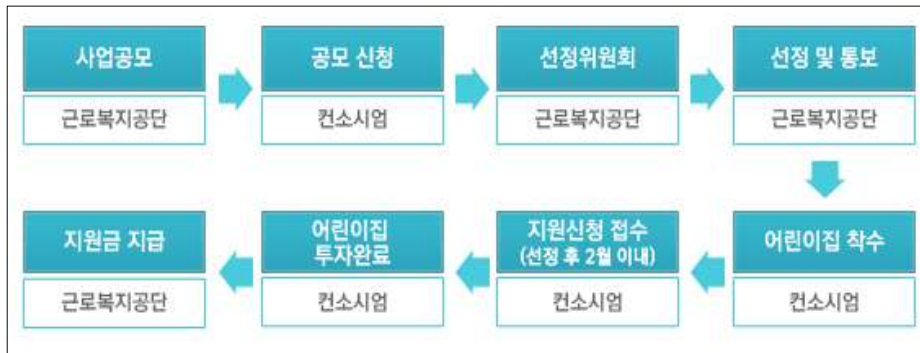 사업공모
근로복지공단
공모 신청
컨소시엄
선정위원회
근로복지공단
선정 및 통보
근로복지공단
어린이집 착수
컨소시엄
지원신청 접수
(선정 후 2월 이내)
컨소시엄
어린이집
투자완료
컨소시엄
지원금 지급
근로복지공단